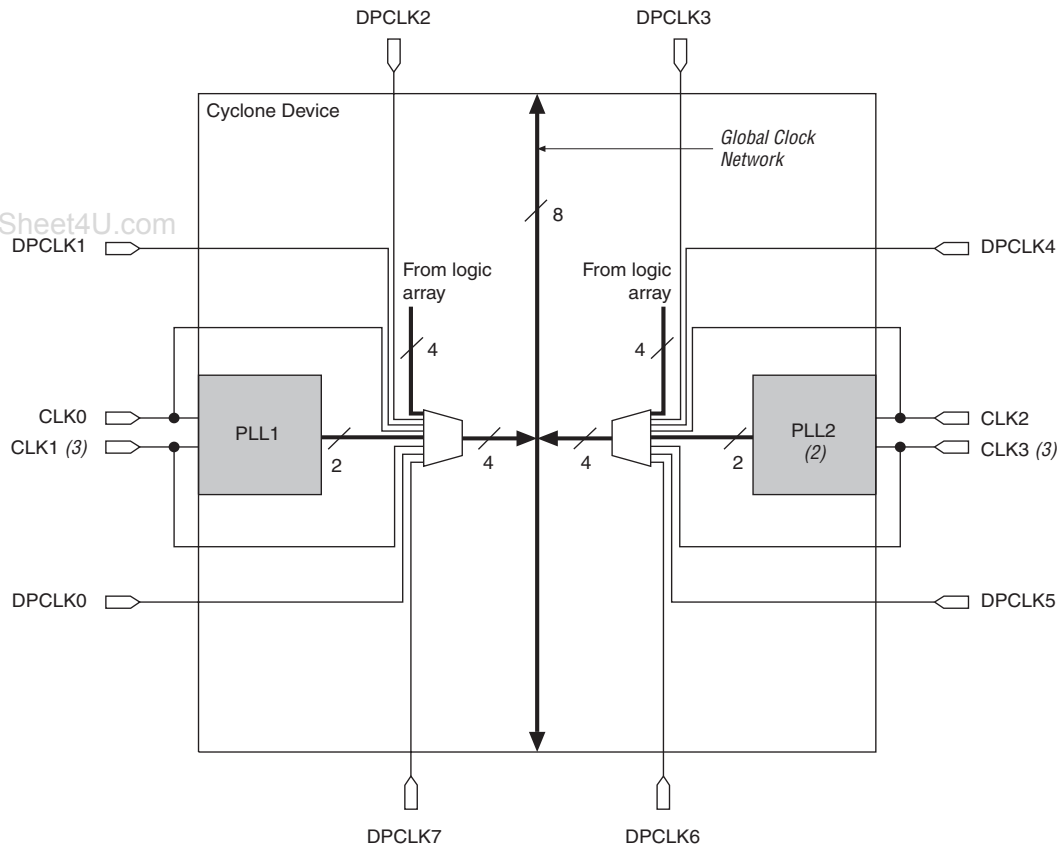 DPCLK2
DPCLK3
Cyclone Device
Global Clock
Network
8
Sheet4U.com
DPCLK1
DPCLK4
From logic
array
From logic
array
4
4
CLK0
CLK1 (3)
PLL1
2
4
4
2
PLL2
(2)
CLK2
CLK3 (3)
DPCLK0
DPCLK5
DPCLK7
DPCLK6